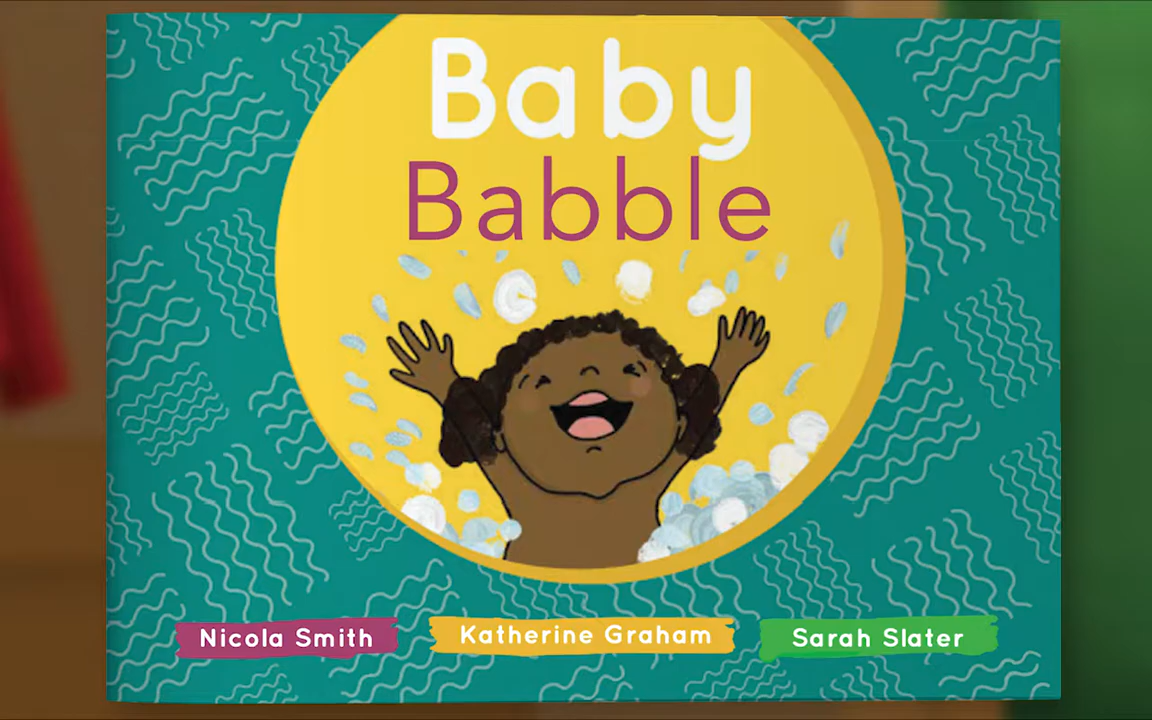 Baby
Babble
Nicola Smith
Katherine Graham
Sarah Slater